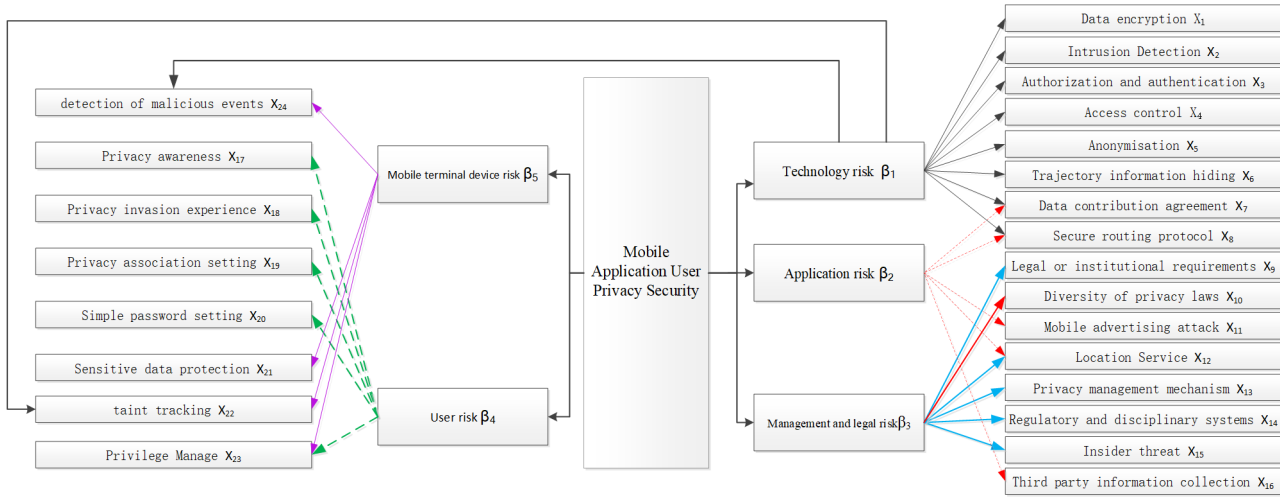 detection of malicious events X₂₄
Privacy awareness X₁₇
Privacy invasion experience X₁₈
Privacy association setting X₁₉
Simple password setting X₂₀
Sensitive data protection X₂₁
taint tracking X₂₂
Privilege Manage X₂₃
Mobile terminal device risk β₅
User risk β₄
Mobile
Application User
Privacy Security
Technology risk β₁
Application risk β₂
Management and legal riskβ₃
Data encryption X₁
Intrusion Detection X₂
Authorization and authentication X₃
Access control X₄
Anonymisation X₅
Trajectory information hiding X₆
Data contribution agreement X₇
Secure routing protocol X₈
Legal or institutional requirements X₉
Diversity of privacy laws X₁₀
Mobile advertising attack X₁₁
Location Service X₁₂
Privacy management mechanism X₁₃
Regulatory and disciplinary systems X₁₄
Insider threat X₁₅
Third party information collection X₁₆